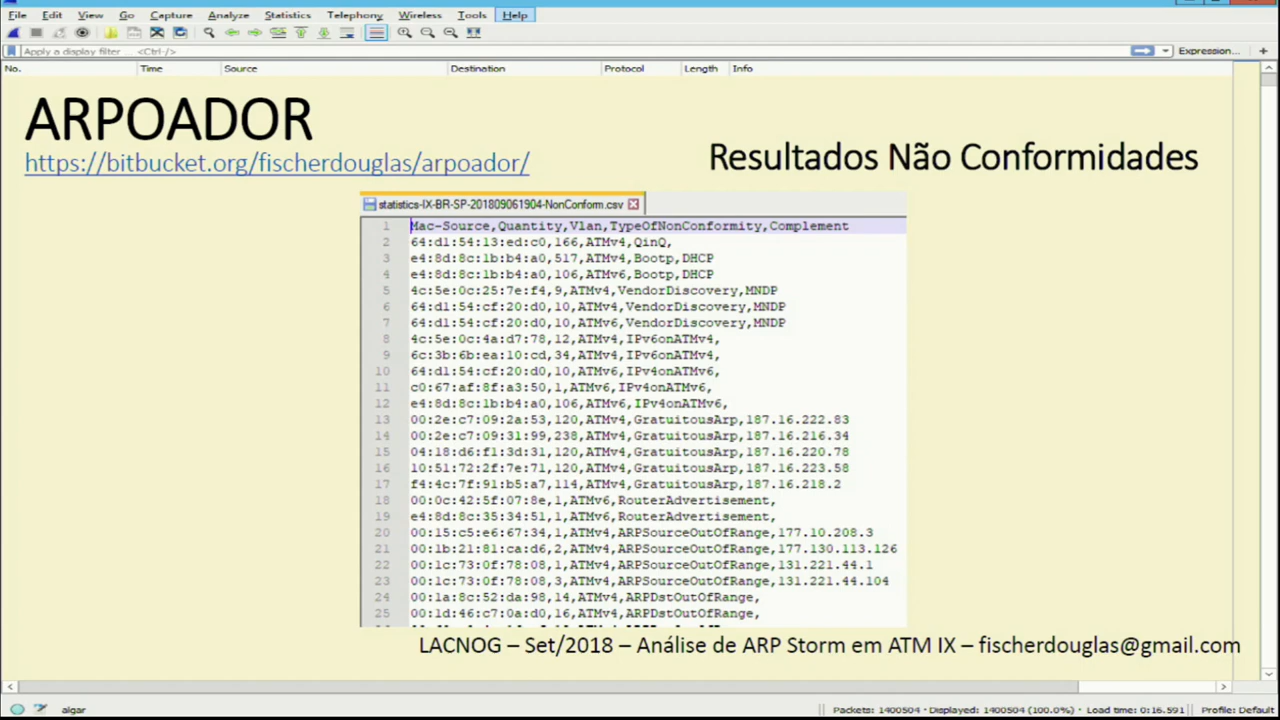 File Edit View Go Capture Analyze Statistics Telephony Wireless Tools Help
Apply a display filter ... <Ctrl-/> Expression... +
No. Time Source Destination Protocol Length Info
ARPOADOR
https://bitbucket.org/fischerdouglas/arpoador/
Resultados Não Conformidades
statistics-IX-BR-SP-201809061904-NonConform.csv
1 Mac-Source,Quantity,Vlan,TypeOfNonConformity,Complement
2 64:d1:54:13:ed:c0,166,ATMv4,QinQ,
3 e4:8d:8c:1b:b4:a0,517,ATMv4,Bootp,DHCP
4 e4:8d:8c:1b:b4:a0,106,ATMv6,Bootp,DHCP
5 4c:5e:0c:25:7e:f4,9,ATMv4,VendorDiscovery,MNDP
6 64:d1:54:cf:20:d0,10,ATMv4,VendorDiscovery,MNDP
7 64:d1:54:cf:20:d0,10,ATMv6,VendorDiscovery,MNDP
8 4c:5e:0c:4a:d7:78,12,ATMv4,IPv6onATMv4,
9 6c:3b:6b:ea:10:cd,34,ATMv4,IPv6onATMv4,
10 64:d1:54:cf:20:d0,10,ATMv6,IPv4onATMv6,
11 c0:67:af:8f:a3:50,1,ATMv6,IPv4onATMv6,
12 e4:8d:8c:1b:b4:a0,106,ATMv6,IPv4onATMv6,
13 00:2e:c7:09:2a:53,120,ATMv4,GratuitousArp,187.16.222.83
14 00:2e:c7:09:31:99,238,ATMv4,GratuitousArp,187.16.216.34
15 04:18:d6:f1:3d:31,120,ATMv4,GratuitousArp,187.16.220.78
16 10:51:72:2f:7e:71,120,ATMv4,GratuitousArp,187.16.223.58
17 f4:4c:7f:91:b5:a7,114,ATMv4,GratuitousArp,187.16.218.2
18 00:0c:42:5f:07:8e,1,ATMv6,RouterAdvertisement,
19 e4:8d:8c:35:34:51,1,ATMv6,RouterAdvertisement,
20 00:15:c5:e6:67:34,1,ATMv4,ARPSourceOutOfRange,177.10.208.3
21 00:1b:21:81:ca:d6,2,ATMv4,ARPSourceOutOfRange,177.130.113.126
22 00:1c:73:0f:78:08,1,ATMv4,ARPSourceOutOfRange,131.221.44.1
23 00:1c:73:0f:78:08,3,ATMv4,ARPSourceOutOfRange,131.221.44.104
24 00:1a:8c:52:da:98,14,ATMv4,ARPDstOutOfRange,
25 00:1d:46:c7:0a:d0,16,ATMv4,ARPDstOutOfRange,
LACNOG – Set/2018 – Análise de ARP Storm em ATM IX – fischerdouglas@gmail.com
algar Packets: 1400504 · Displayed: 1400504 (100.0%) · Load time: 0:16.591 Profile: Default